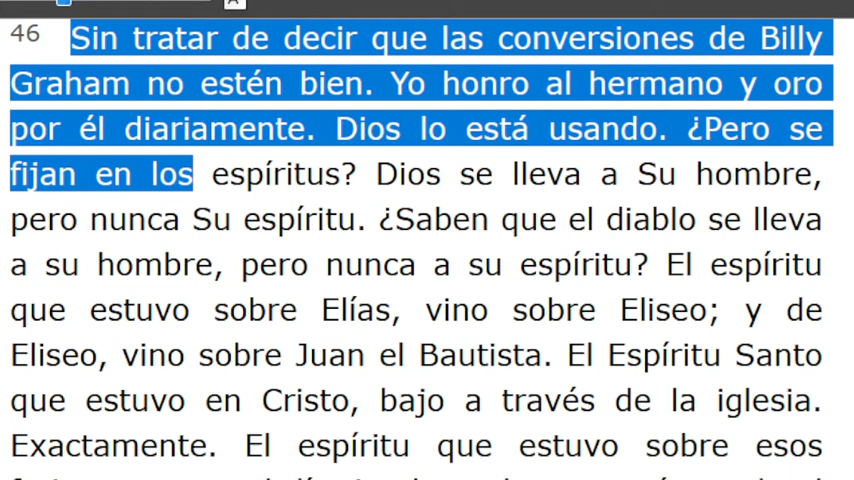 46 Sin tratar de decir que las conversiones de Billy
Graham no estén bien. Yo honro al hermano y oro
por él diariamente. Dios lo está usando. ¿Pero se
fijan en los espíritus? Dios se lleva a Su hombre,
pero nunca Su espíritu. ¿Saben que el diablo se lleva
a su hombre, pero nunca a su espíritu? El espíritu
que estuvo sobre Elías, vino sobre Eliseo; y de
Eliseo, vino sobre Juan el Bautista. El Espíritu Santo
que estuvo en Cristo, bajo a través de la iglesia.
Exactamente. El espíritu que estuvo sobre esos